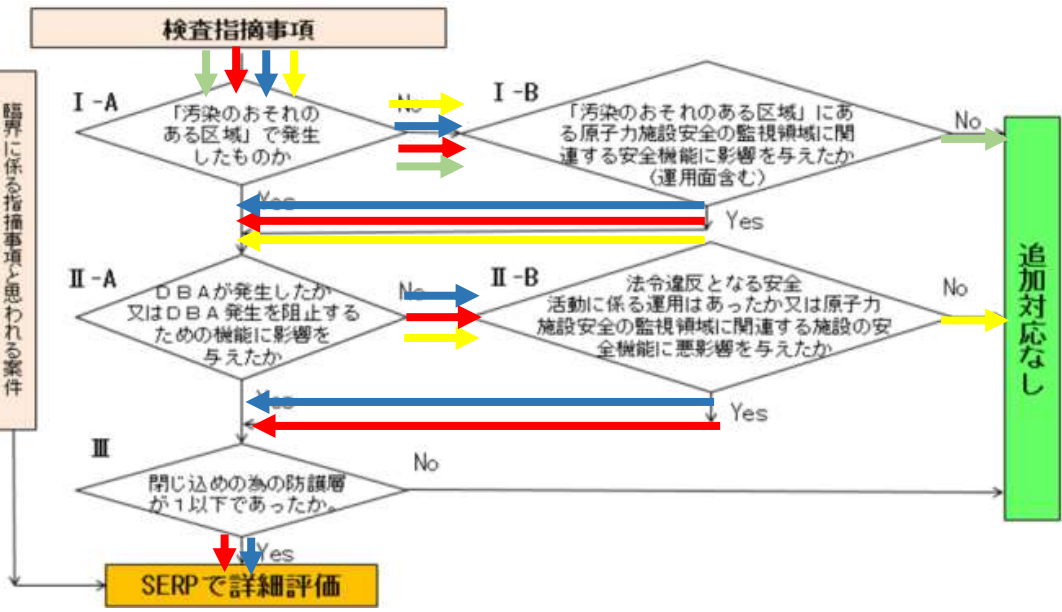 検査指摘事項
臨界に係る指摘事項と思われる案件
Ⅰ-A
「汚染のおそれの
ある区域」で発生
したものか
No
Yes
Ⅰ-B
「汚染のおそれのある区域」にあ
る原子力施設安全の監視領域に関
連する安全機能に影響を与えたか
(運用面含む)
No
Yes
Ⅱ-A
DBAが発生したか
又はDBA発生を阻止する
ための機能に影響を
与えたか
No
Yes
Ⅱ-B
法令違反となる安全
活動に係る運用はあったか又は原子力
施設安全の監視領域に関連する施設の安
全機能に悪影響を与えたか
No
Yes
Ⅲ
閉じ込めの為の防護層
が1以下であったか。
No
Yes
追加対応なし
SERPで詳細評価